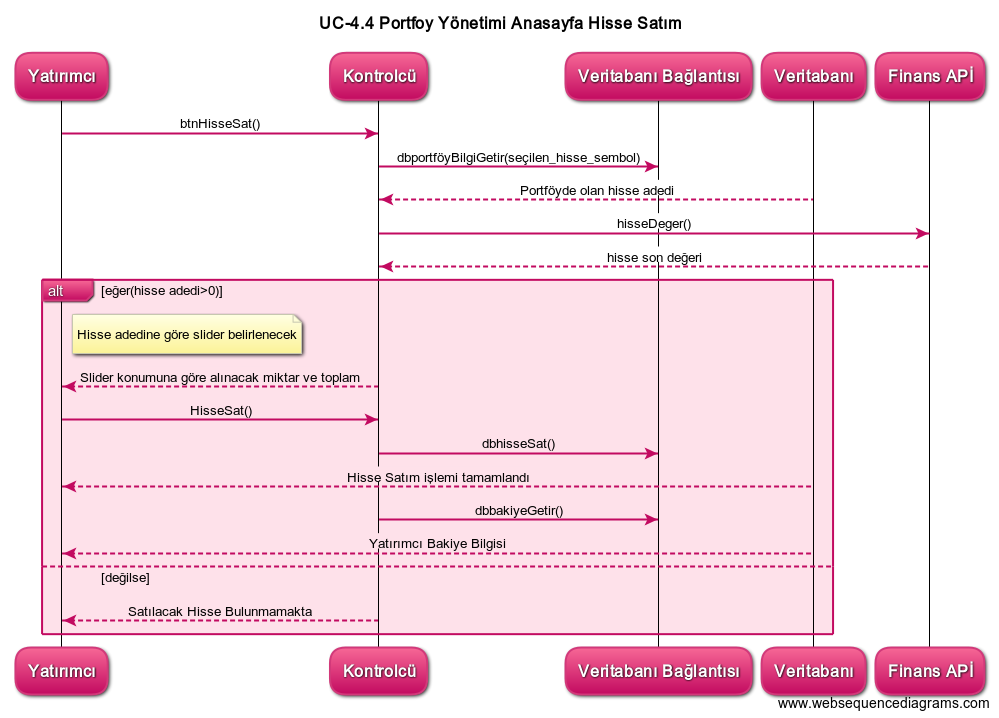 UC-4.4 Portfoy Yönetimi Anasayfa Hisse Satım
Yatırımcı
Kontrolcü
Veritabanı Bağlantısı
Veritabanı
Finans APİ
btnHisseSat()
dbportföyBilgiGetir(seçilen_hisse_sembol)
Portföyde olan hisse adedi
hisseDeger()
hisse son değeri
alt
[eğer(hisse adedi>0)]
Hisse adedine göre slider belirlenecek
Slider konumuna göre alınacak miktar ve toplam
HisseSat()
dbhisseSat()
Hisse Satım işlemi tamamlandı
dbbakiyeGetir()
Yatırımcı Bakiye Bilgisi
[değilse]
Satılacak Hisse Bulunmamakta
Yatırımcı
Kontrolcü
Veritabanı Bağlantısı
Veritabanı
Finans APİ
www.websequencediagrams.com